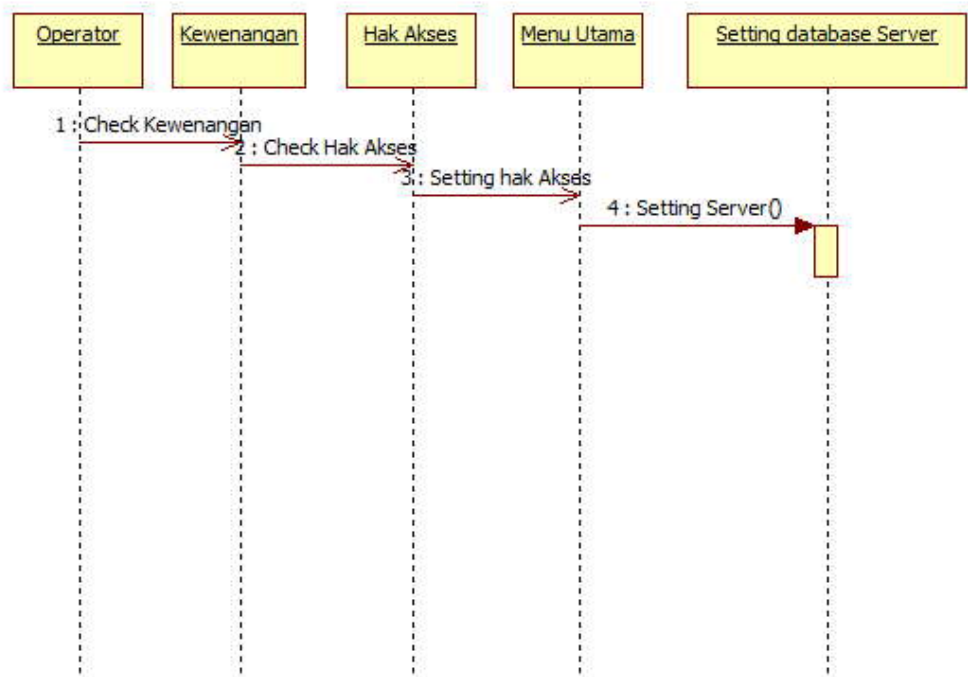 Operator
Kewenangan
Hak Akses
Menu Utama
Setting database Server
1 : Check Kewenangan
2 : Check Hak Akses
3 : Setting hak Akses
4 : Setting Server()